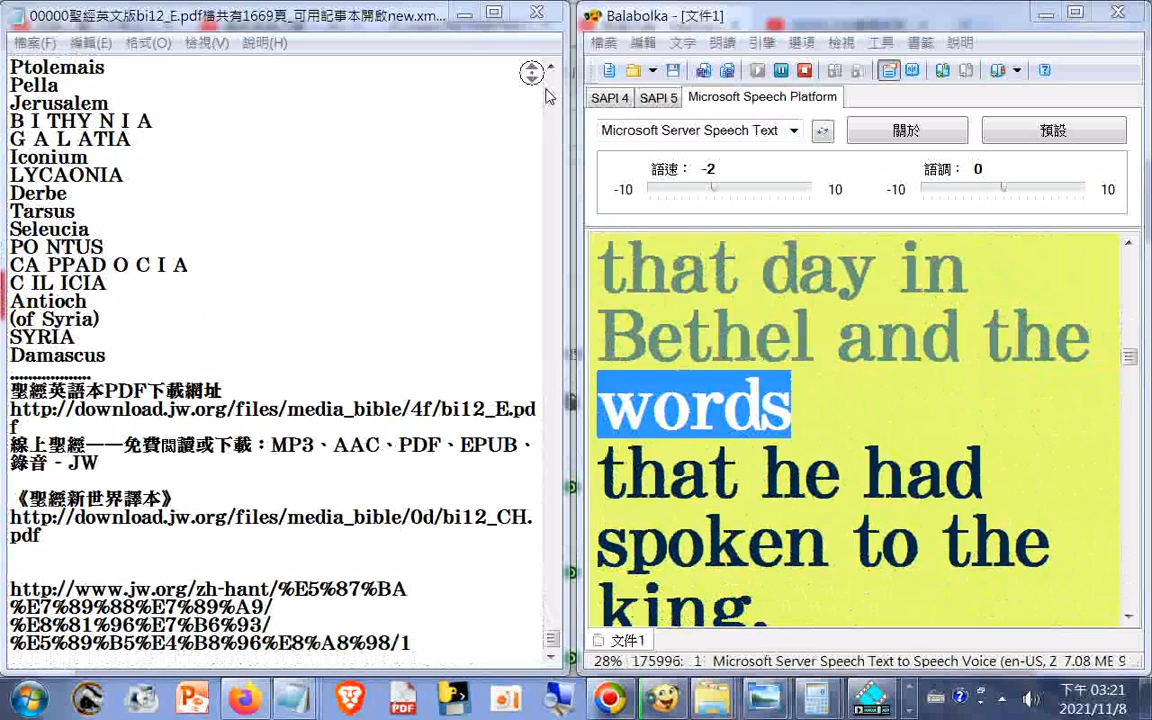 00000聖經英文版bi12_E.pdf檔共有1669頁_可用記事本開啟new.xm...
檔案(F) 編輯(E) 格式(O) 檢視(V) 說明(H)
Ptolemais
Pella
Jerusalem
B I THY N I A
G A L ATIA
Iconium
LYCAONIA
Derbe
Tarsus
Seleucia
PO NTUS
CA PPAD O C I A
C IL ICIA
Antioch
(of Syria)
SYRIA
Damascus
..................
聖經英語本PDF下載網址
http://download.jw.org/files/media_bible/4f/bi12_E.pd
f
線上聖經——免費閱讀或下載：MP3、AAC、PDF、EPUB、
錄音 - JW
《聖經新世界譯本》
http://download.jw.org/files/media_bible/0d/bi12_CH.
pdf
http://www.jw.org/zh-hant/%E5%87%BA
%E7%89%88%E7%89%A9/
%E8%81%96%E7%B6%93/
%E5%89%B5%E4%B8%96%E8%A8%98/1
Balabolka - [文件1]
檔案 編輯 文字 朗讀 引擎 選項 檢視 工具 書籤 說明
SAPI 4 SAPI 5 Microsoft Speech Platform
Microsoft Server Speech Text 關於 預設
語速： -2 語調： 0
-10 10 -10 10
that day in
Bethel and the
words
that he had
spoken to the
king.
文件1
28% 175996: 1 Microsoft Server Speech Text to Speech Voice (en-US, Z 7.08 MB 9
PDF
下午 03:21
2021/11/8